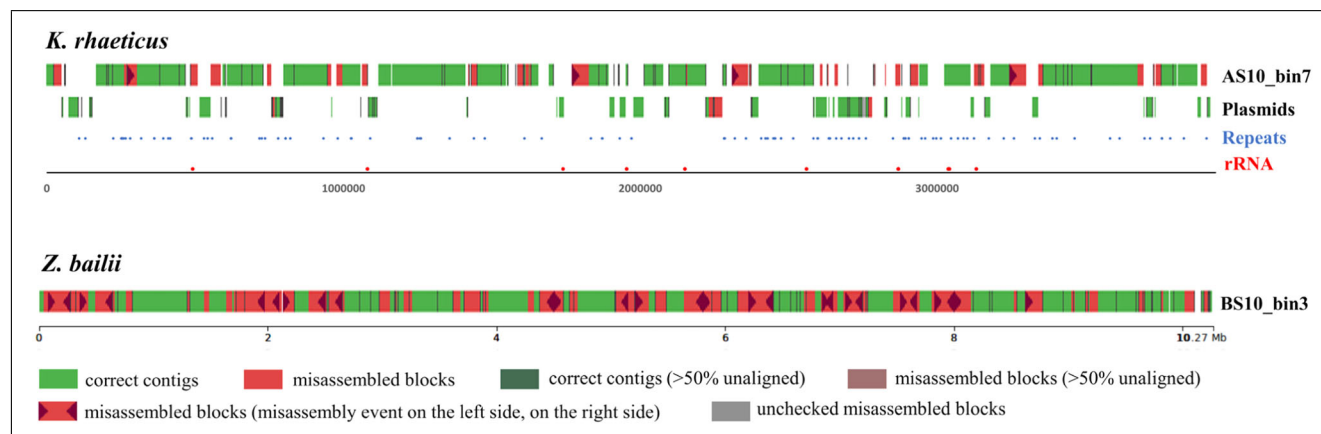 K. rhaeticus
AS10_bin7
Plasmids
Repeats
rRNA
0 1000000 2000000 3000000
Z. bailii
BS10_bin3
0 2 4 6 8 10.27 Mb
correct contigs misassembled blocks correct contigs (>50% unaligned) misassembled blocks (>50% unaligned)
misassembled blocks (misassembly event on the left side, on the right side) unchecked misassembled blocks